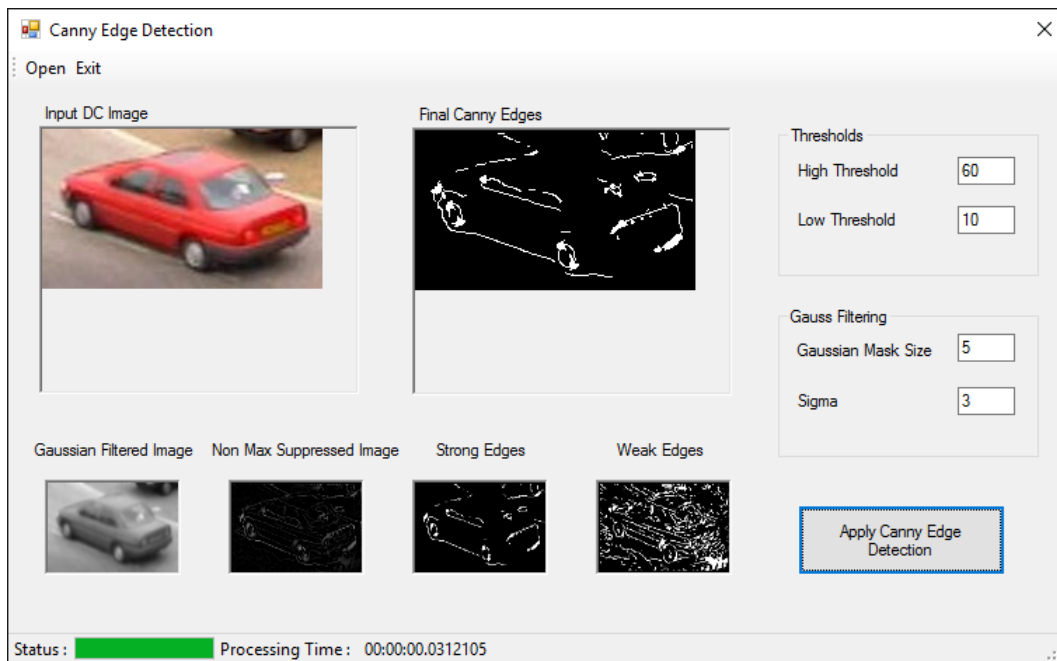 Canny Edge Detection
Open Exit
Input DC Image
Final Canny Edges
Thresholds
High Threshold 60
Low Threshold 10
Gauss Filtering
Gaussian Mask Size 5
Sigma 3
Gaussian Filtered Image
Non Max Suppressed Image
Strong Edges
Weak Edges
Apply Canny Edge
Detection
Status : Processing Time : 00:00:00.0312105